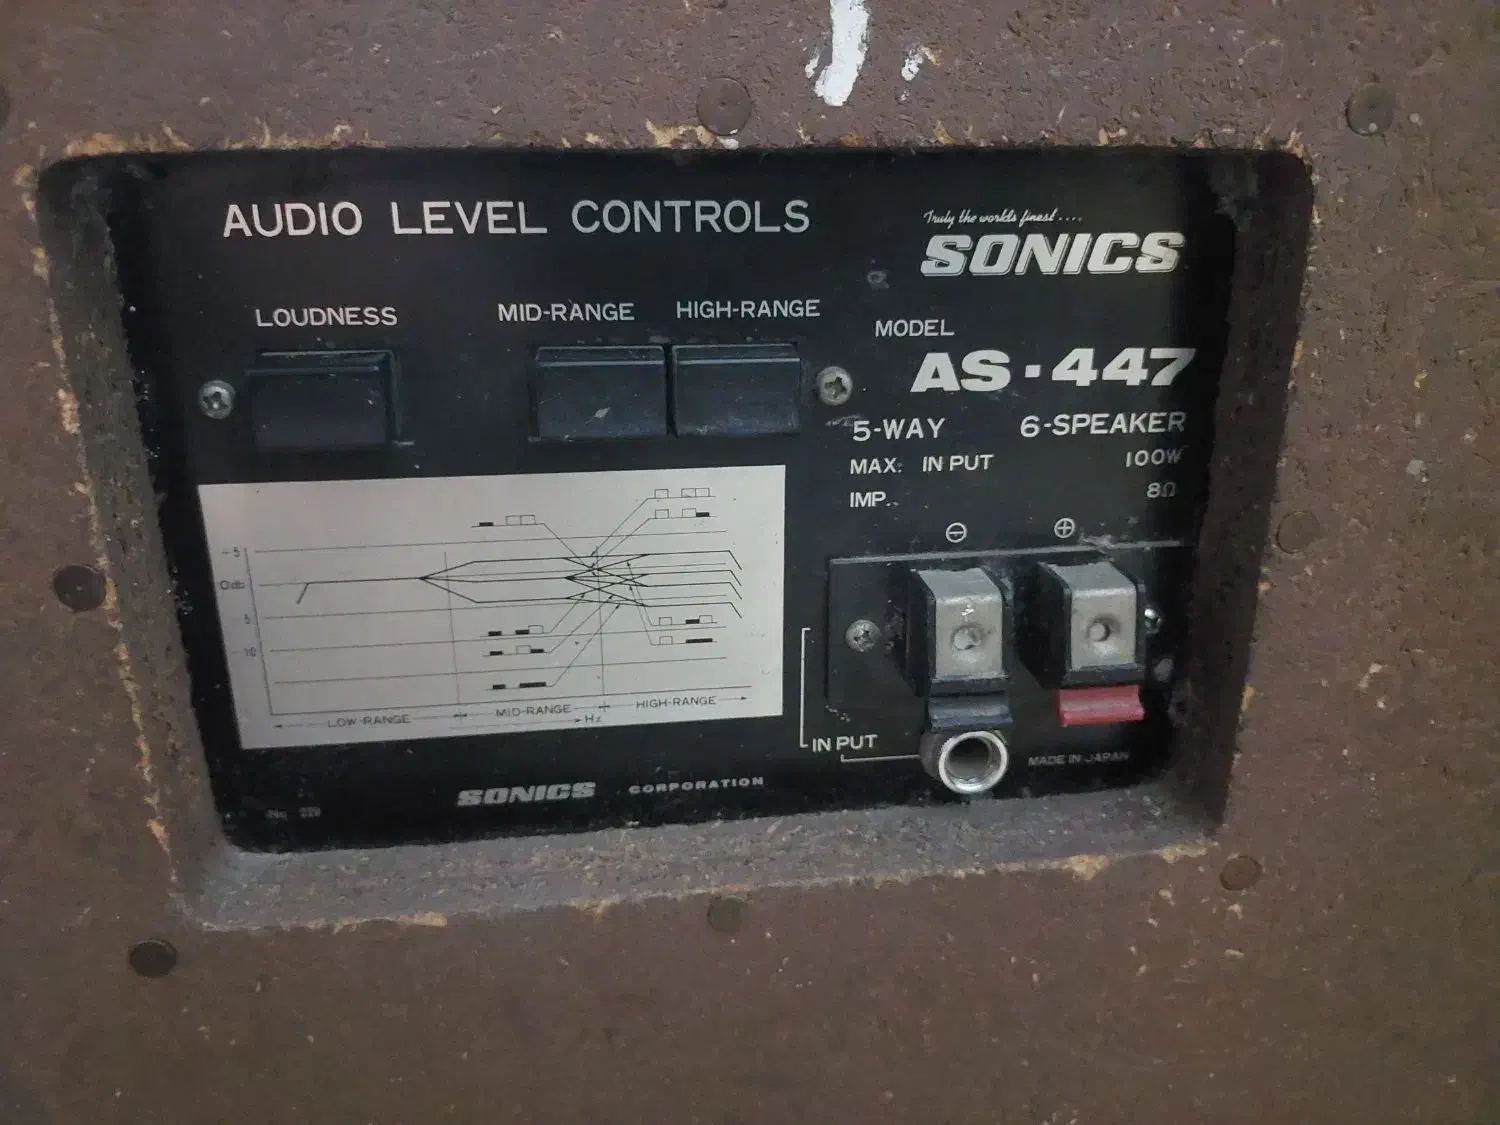 AUDIO LEVEL CONTROLS
Truly the worlds finest....
SONICS
LOUDNESS
MID-RANGE
HIGH-RANGE
MODEL
AS·447
5-WAY 6-SPEAKER
MAX. IN PUT 100W
IMP. 8Ω
⊖ ⊕
+5
0db
5
10
LOW-RANGE
MID-RANGE
HIGH-RANGE
Hz
IN PUT
MADE IN JAPAN
SONICS CORPORATION